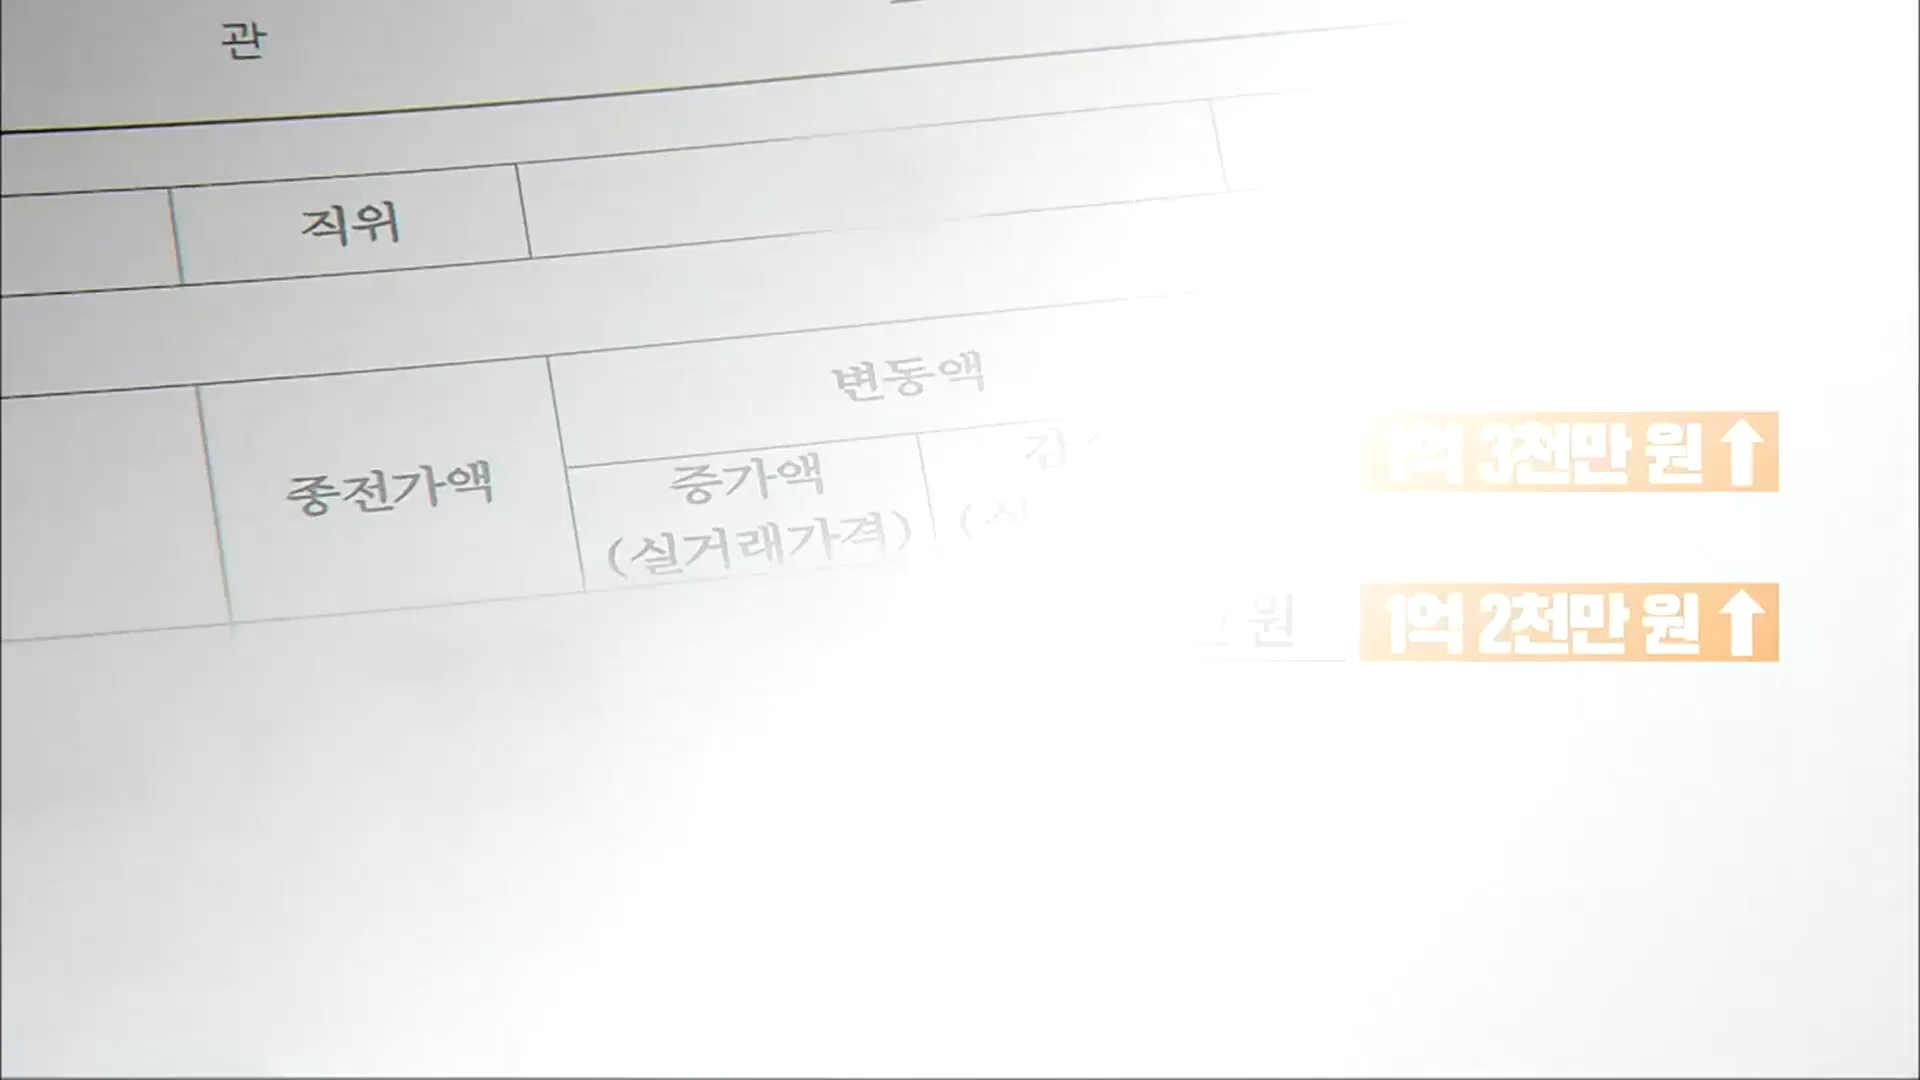 관
직위
변동액
종전가액
증가액
(실거래가격)
1억 3천만 원 ↑
원
1억 2천만 원 ↑